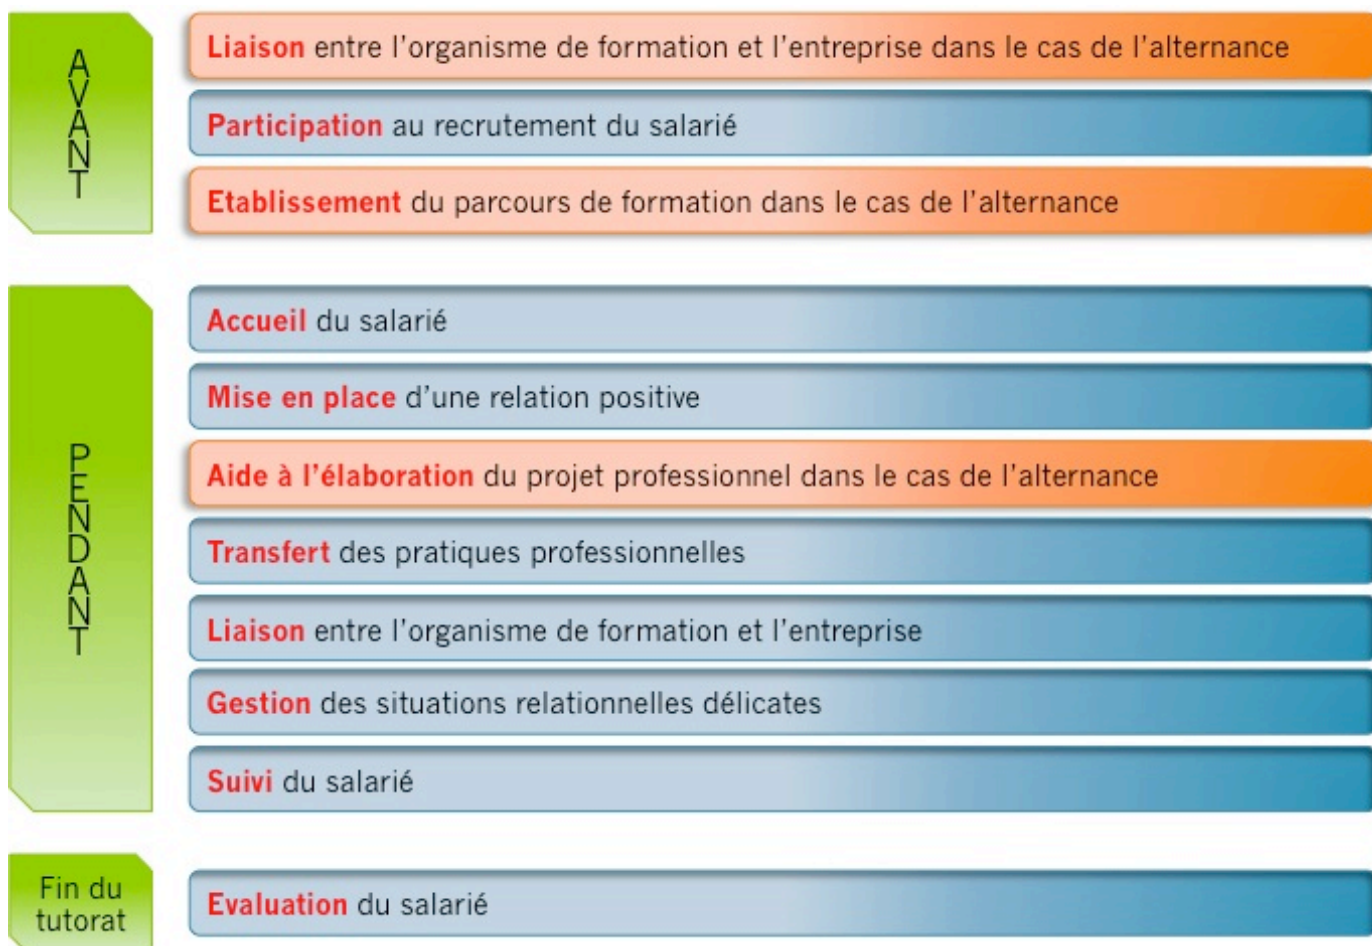 AVANT
Liaison entre l'organisme de formation et l'entreprise dans le cas de l'alternance
Participation au recrutement du salarié
Etablissement du parcours de formation dans le cas de l'alternance
PENDANT
Accueil du salarié
Mise en place d'une relation positive
Aide à l'élaboration du projet professionnel dans le cas de l'alternance
Transfert des pratiques professionnelles
Liaison entre l'organisme de formation et l'entreprise
Gestion des situations relationnelles délicates
Suivi du salarié
Fin du
tutorat
Evaluation du salarié